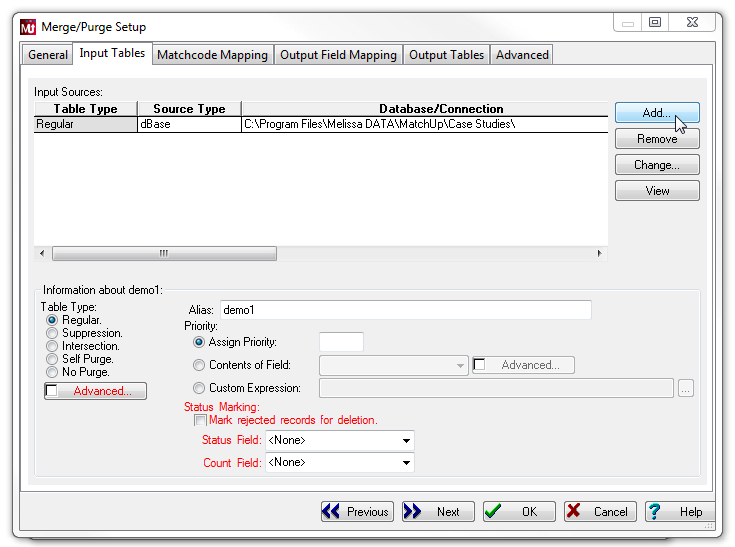 Merge/Purge Setup
General Input Tables Matchcode Mapping Output Field Mapping Output Tables Advanced
Input Sources:
Table Type Source Type Database/Connection
Regular dBase C:\Program Files\Melissa DATA\MatchUp\Case Studies\
Add...
Remove
Change...
View
Information about demo1:
Table Type:
Regular.
Suppression.
Intersection.
Self Purge.
No Purge.
Advanced...
Alias: demo1
Priority:
Assign Priority:
Contents of Field: Advanced...
Custom Expression: ...
Status Marking:
Mark rejected records for deletion.
Status Field: <None>
Count Field: <None>
Previous Next OK Cancel ? Help